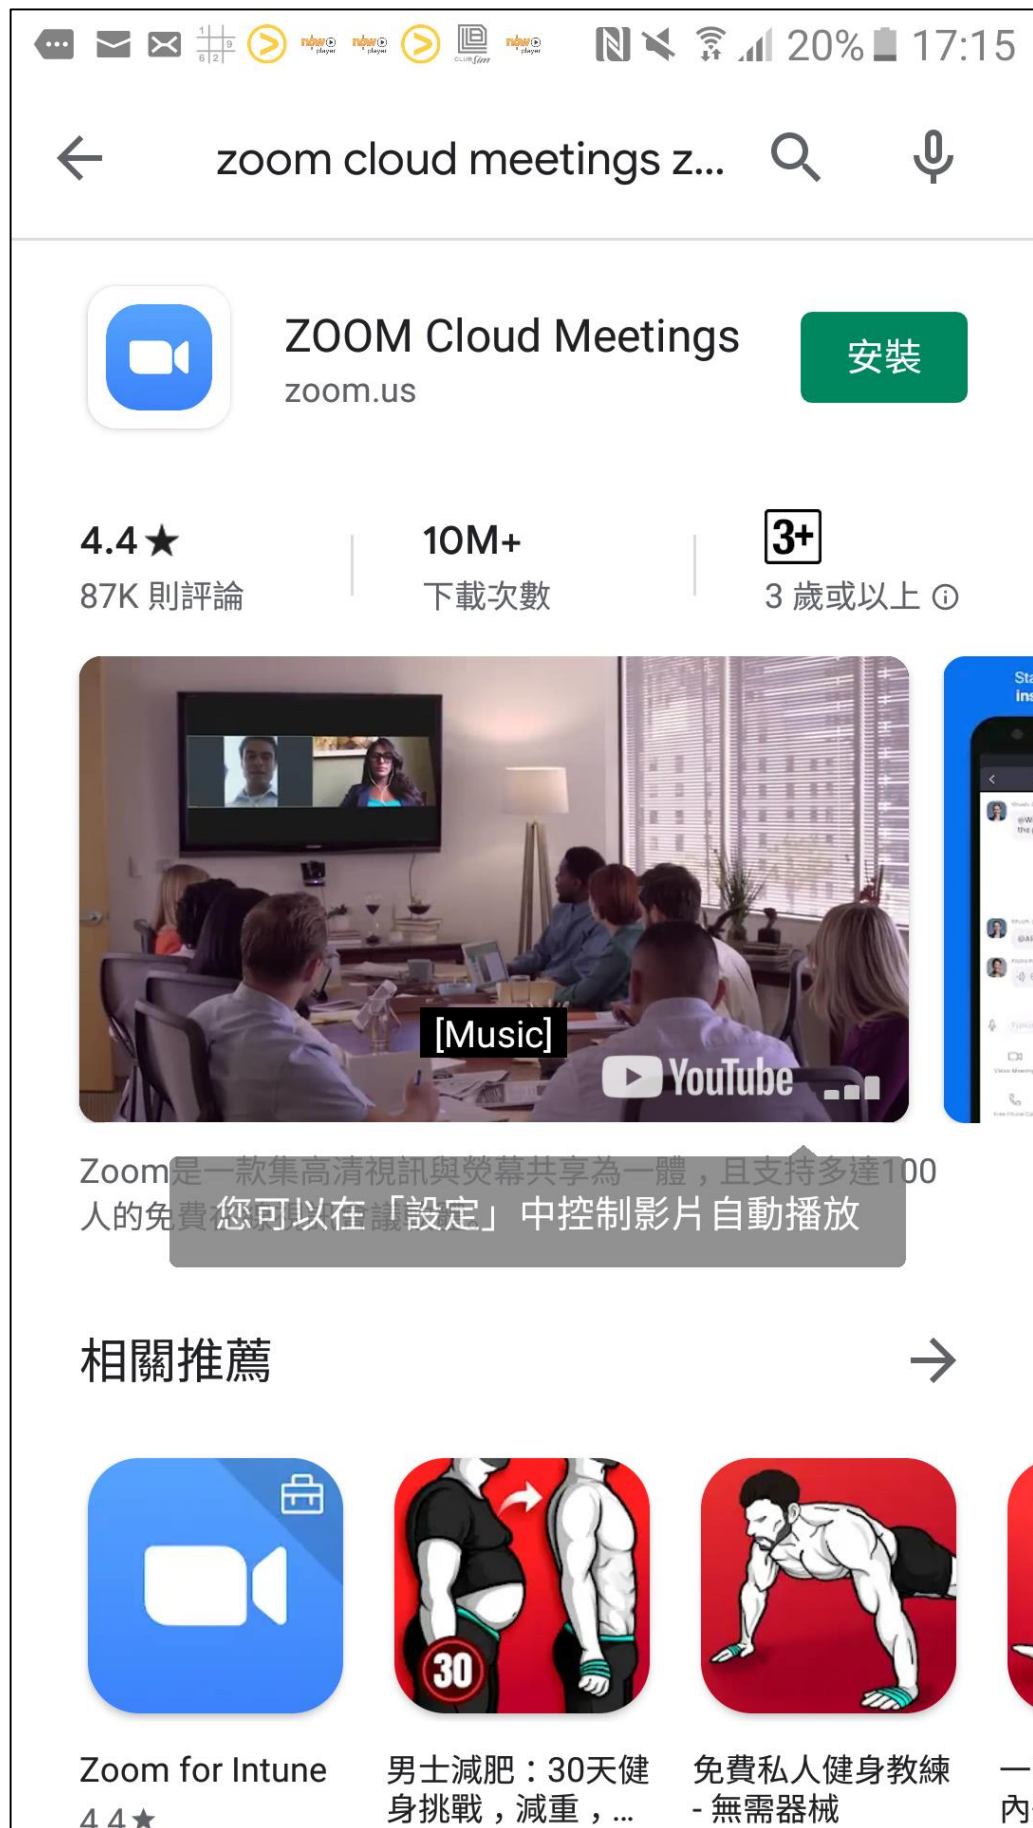 20% 17:15
zoom cloud meetings z...
ZOOM Cloud Meetings
zoom.us
安裝
4.4★
87K 則評論
10M+
下載次數
3+
3 歲或以上
[Music]
YouTube
Zoom是一款集高清視訊與熒幕共享為一體，且支持多達100
人的免費
您可以在「設定」中控制影片自動播放
相關推薦
30
Zoom for Intune
4.4★
男士減肥：30天健
身挑戰，減重，...
免費私人健身教練
- 無需器械